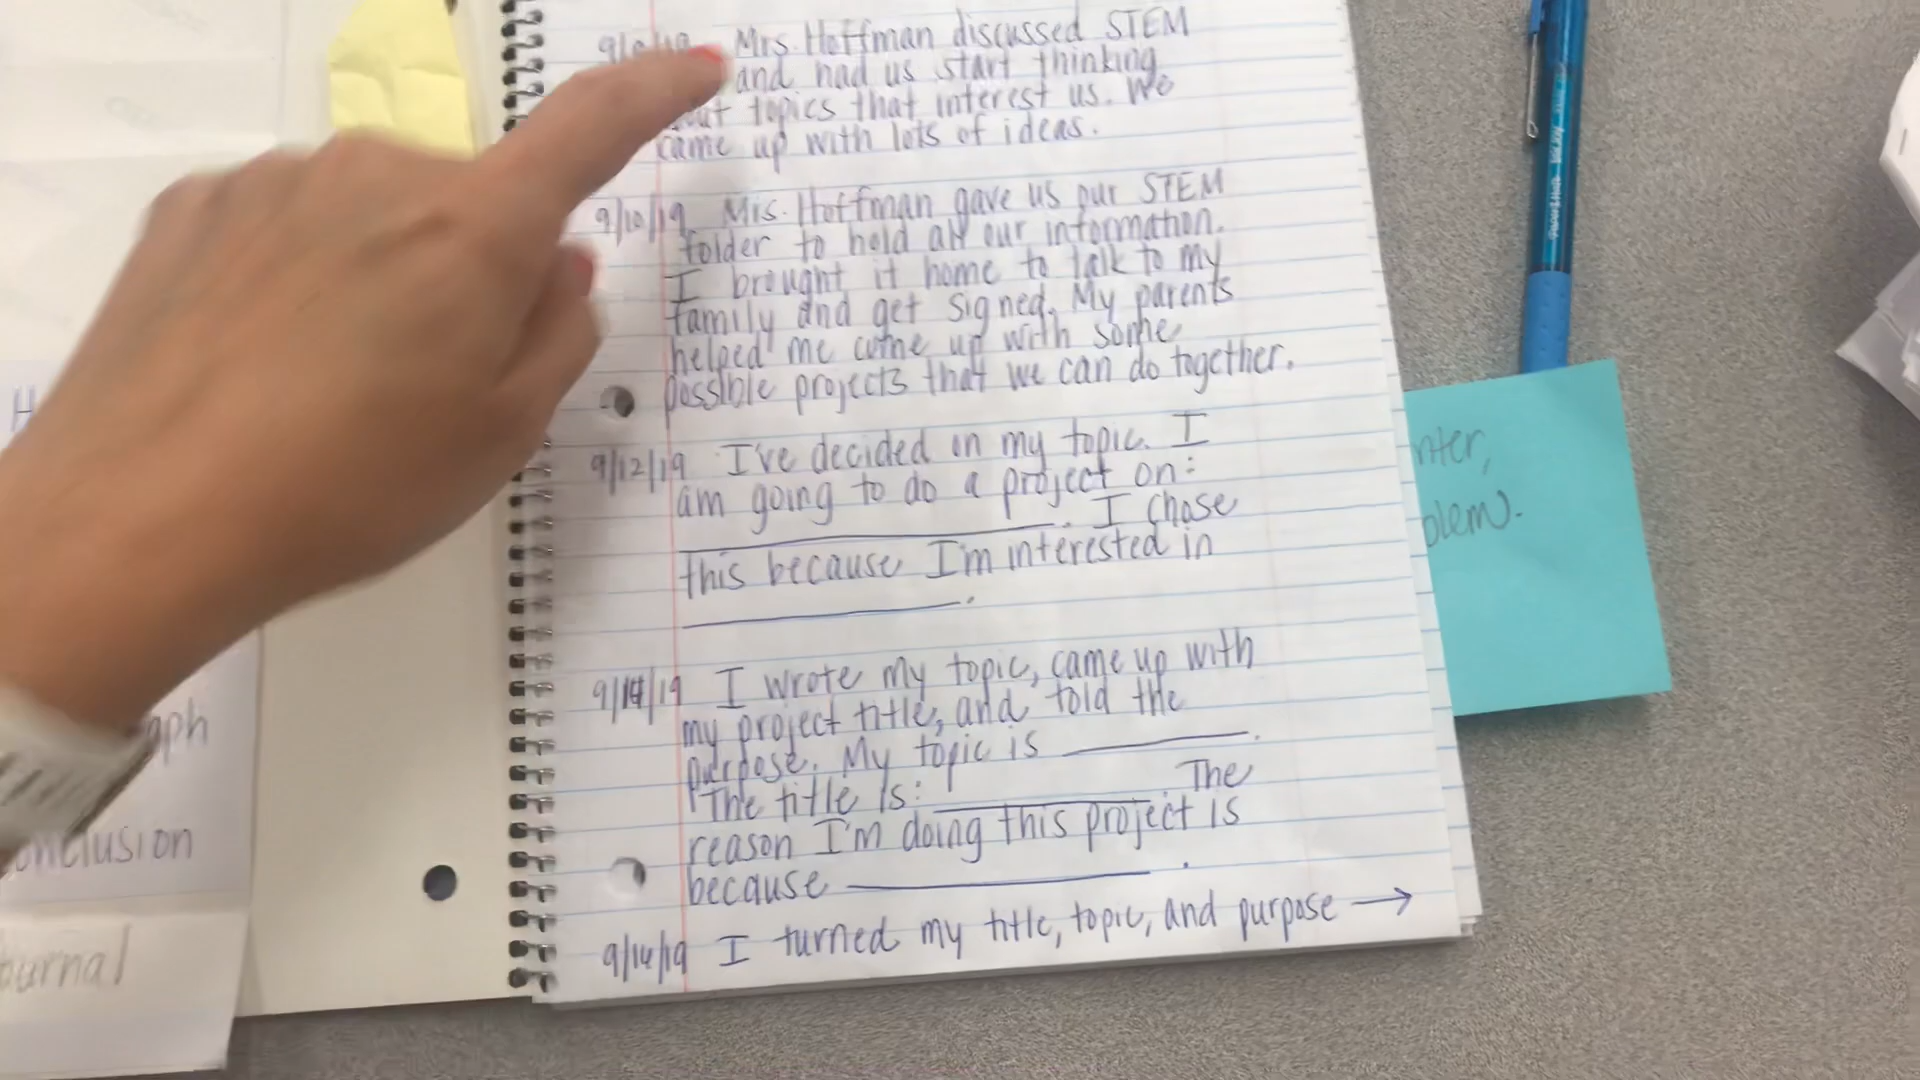 Mrs. Hoffman discussed STEM
and had us start thinking
topics that interest us. We
came up with lots of ideas.
9/10/19 Mrs. Hoffman gave us our STEM
folder to hold all our information.
I brought it home to talk to my
family and get signed. My parents
helped me come up with some
possible projects that we can do together.
9/12/19 I've decided on my topic. I
am going to do a project on:
. I chose
this because I'm interested in
.
9/14/19 I wrote my topic, came up with
my project title, and told the
purpose. My topic is .
The title is: . The
reason I'm doing this project is
because .
9/16/19 I turned my title, topic, and purpose →